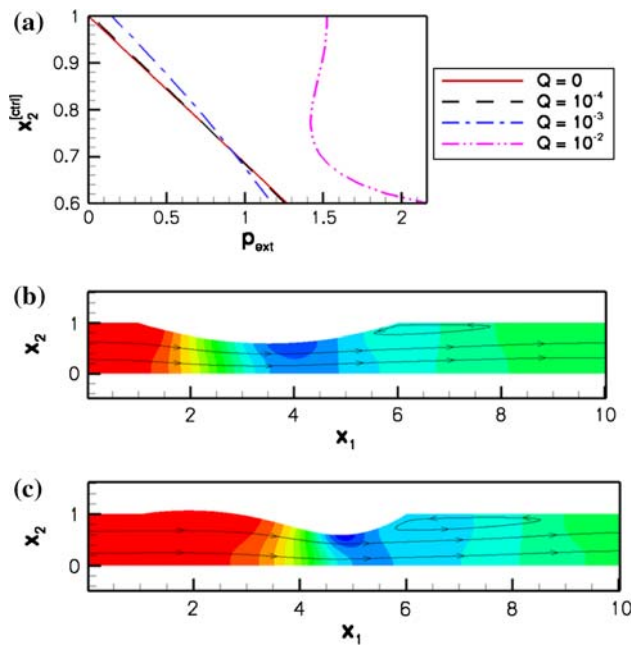 (a)
1
0.9
0.8
0.7
0.6
x₂[ctrl]
0 0.5 1 1.5 2
p_ext
Q = 0
Q = 10⁻⁴
Q = 10⁻³
Q = 10⁻²
(b)
1
0
x₂
2 4 6 8 10
x₁
(c)
1
0
x₂
2 4 6 8 10
x₁